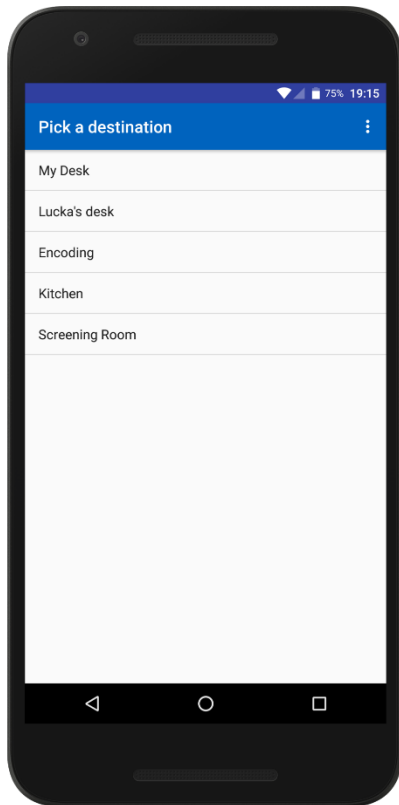 75% 19:15
Pick a destination
My Desk
Lucka's desk
Encoding
Kitchen
Screening Room